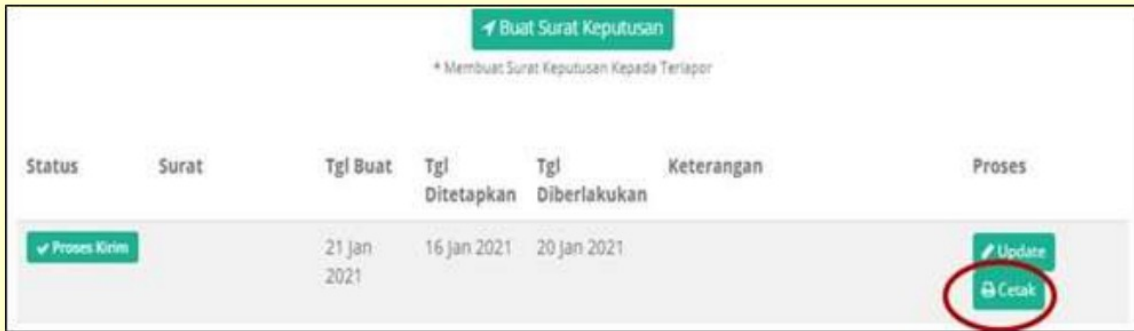 Buat Surat Keputusan
* Membuat Surat Keputusan Kepada Terlapor
Status Surat Tgl Buat Tgl Ditetapkan Tgl Diberlakukan Keterangan Proses
Proses Kirim 21 Jan 2021 16 Jan 2021 20 Jan 2021 Update
Cetak